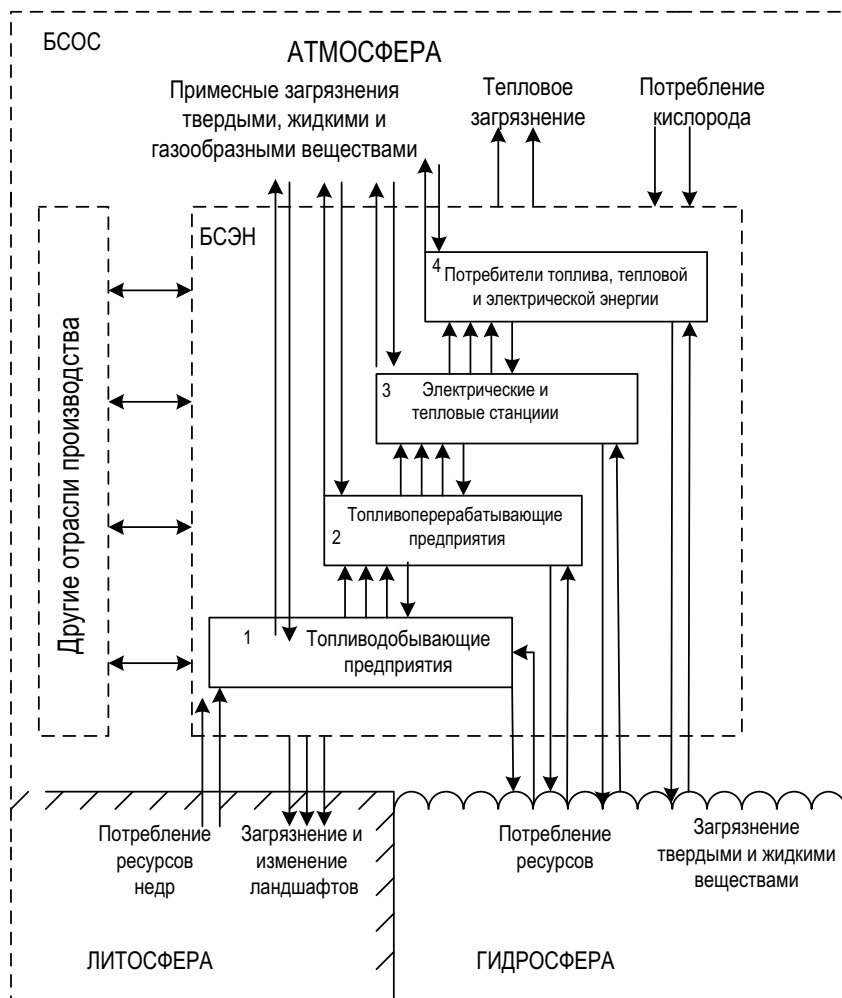 БСОС
АТМОСФЕРА
Примесные загрязнения
твердыми, жидкими и
газообразными веществами
Тепловое
загрязнение
Потребление
кислорода
Другие отрасли производства
БСЭН
4
Потребители топлива, тепловой
и электрической энергии
3
Электрические и
тепловые станциии
Топливоперерабатывающие
2
предприятия
1
Топливодобывающие
предприятия
Потребление
ресурсов
недр
Загрязнение и
изменение
ландшафтов
Потребление
ресурсов
Загрязнение
твердыми и жидкими
веществами
ЛИТОСФЕРА
ГИДРОСФЕРА